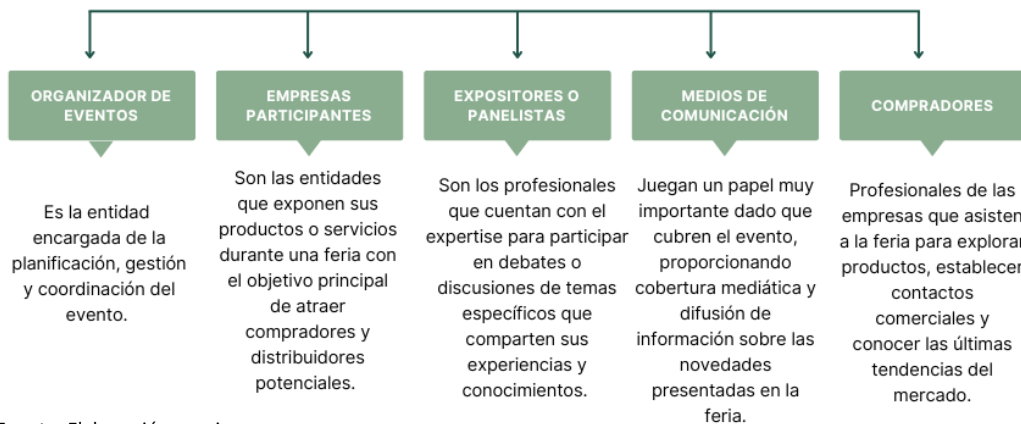 ORGANIZADOR DE
EVENTOS
Es la entidad
encargada de la
planificación, gestión
y coordinación del
evento.
EMPRESAS
PARTICIPANTES
Son las entidades
que exponen sus
productos o servicios
durante una feria con
el objetivo principal
de atraer
compradores y
distribuidores
potenciales.
EXPOSITORES O
PANELISTAS
Son los profesionales
que cuentan con el
expertise para participar
en debates o
discusiones de temas
específicos que
comparten sus
experiencias y
conocimientos.
MEDIOS DE
COMUNICACIÓN
Juegan un papel muy
importante dado que
cubren el evento,
proporcionando
cobertura mediática y
difusión de
información sobre las
novedades
presentadas en la
feria.
COMPRADORES
Profesionales de las
empresas que asisten
a la feria para explorar
productos, establecer
contactos
comerciales y
conocer las últimas
tendencias del
mercado.